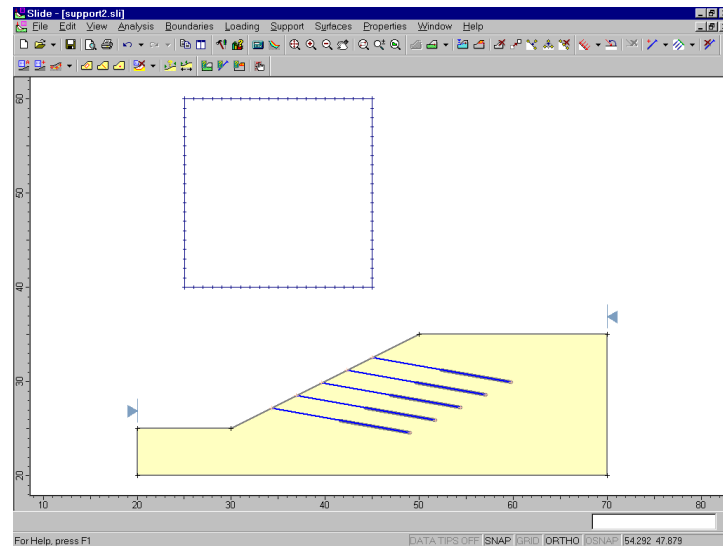 Slide - [support2.sli]
File Edit View Analysis Boundaries Loading Support Surfaces Properties Window Help
60
50
40
30
20
10 20 30 40 50 60 70 80
For Help, press F1 DATA TIPS OFF SNAP GRID ORTHO OSNAP 54.292 47.879